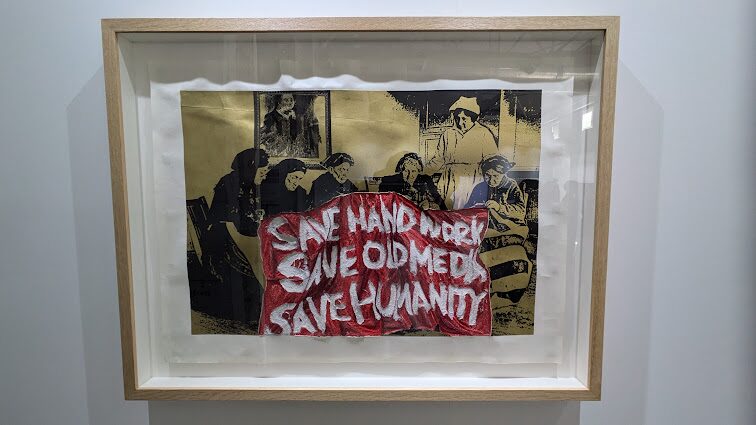 SAVE HAND WORK
SAVE OLD MEDIA
SAVE HUMANITY